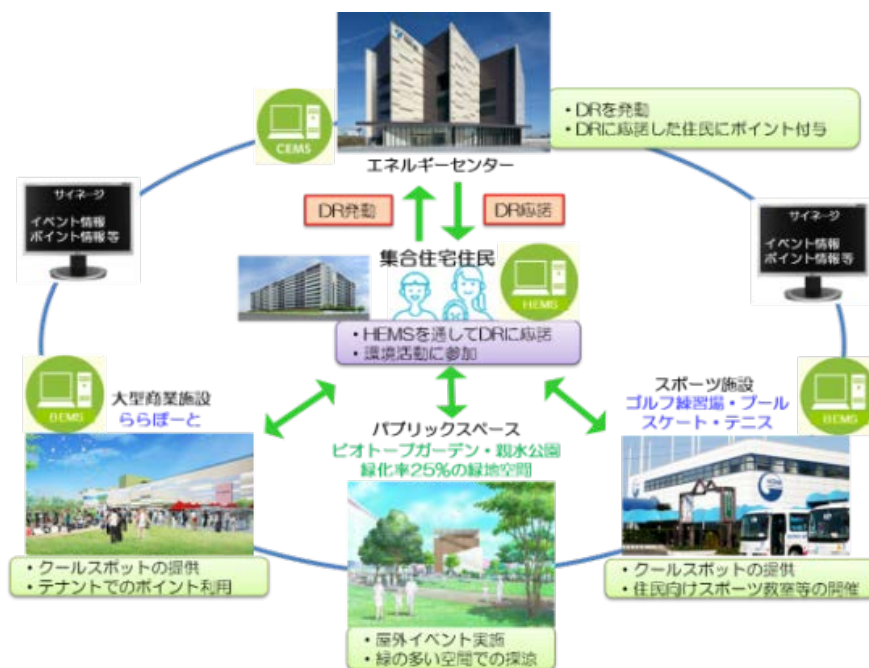 ・DRを発動
・DRに応諾した住民にポイント付与
CEMS
エネルギーセンター
サイネージ
イベント情報
ポイント情報等
DR発動
DR応諾
サイネージ
イベント情報
ポイント情報等
集合住宅住民
HEMS
・HEMSを通してDRに応諾
・環境活動に参加
BEMS
大型商業施設
ららぽーと
パブリックスペース
ビオトープガーデン・親水公園
緑化率25%の緑地空間
スポーツ施設
ゴルフ練習場・プール
スケート・テニス
BEMS
・クールスポットの提供
・テナントでのポイント利用
・屋外イベント実施
・緑の多い空間での採涼
・クールスポットの提供
・住民向けスポーツ教室等の開催